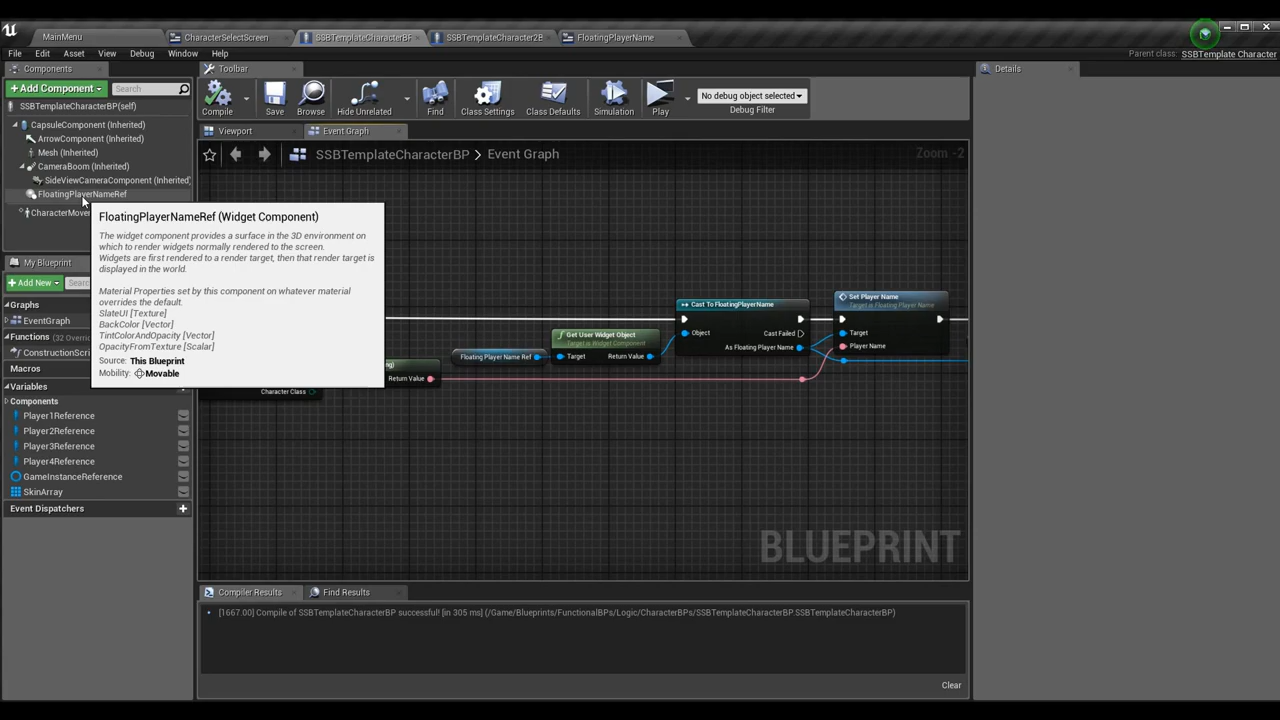 MainMenu
CharacterSelectScreen
SSBTemplateCharacterBP
SSBTemplateCharacter2B
FloatingPlayerName
File Edit Asset View Debug Window Help
Parent class: SSBTemplate Character
Components
Toolbar
Details
+Add Component
Search
SSBTemplateCharacterBP(self)
CapsuleComponent (Inherited)
ArrowComponent (Inherited)
Mesh (Inherited)
CameraBoom (Inherited)
SideViewCameraComponent (Inherited)
FloatingPlayerNameRef
CharacterMover
Compile
Save
Browse
Hide Unrelated
Find
Class Settings
Class Defaults
Simulation
Play
No debug object selected
Debug Filter
Viewport
Event Graph
SSBTemplateCharacterBP > Event Graph
Zoom -2
FloatingPlayerNameRef (Widget Component)
The widget component provides a surface in the 3D environment on
which to render widgets normally rendered to the screen.
Widgets are first rendered to a render target, then that render target is
displayed in the world.
Material Properties set by this component on whatever material
overrides the default.
SlateUI [Texture]
BackColor [Vector]
TintColorAndOpacity [Vector]
OpacityFromTexture [Scalar]
Source: This Blueprint
Mobility: Movable
My Blueprint
+Add New
Sear
Graphs
EventGraph
Functions
ConstructionScri
Macros
Variables
Components
Player1Reference
Player2Reference
Player3Reference
Player4Reference
GameInstanceReference
SkinArray
Event Dispatchers
Return Value
Character Class
Floating Player Name Ref
Get User Widget Object
Target is Widget Component
Target
Return Value
Cast To FloatingPlayerName
Object
Cast Failed
As Floating Player Name
Set Player Name
Target is Floating Player Name
Target
Player Name
BLUEPRINT
Compiler Results
Find Results
[1667.00] Compile of SSBTemplateCharacterBP successful! [in 305 ms] (/Game/Blueprints/FunctionalBPs/Logic/CharacterBPs/SSBTemplateCharacterBP.SSBTemplateCharacterBP)
Clear